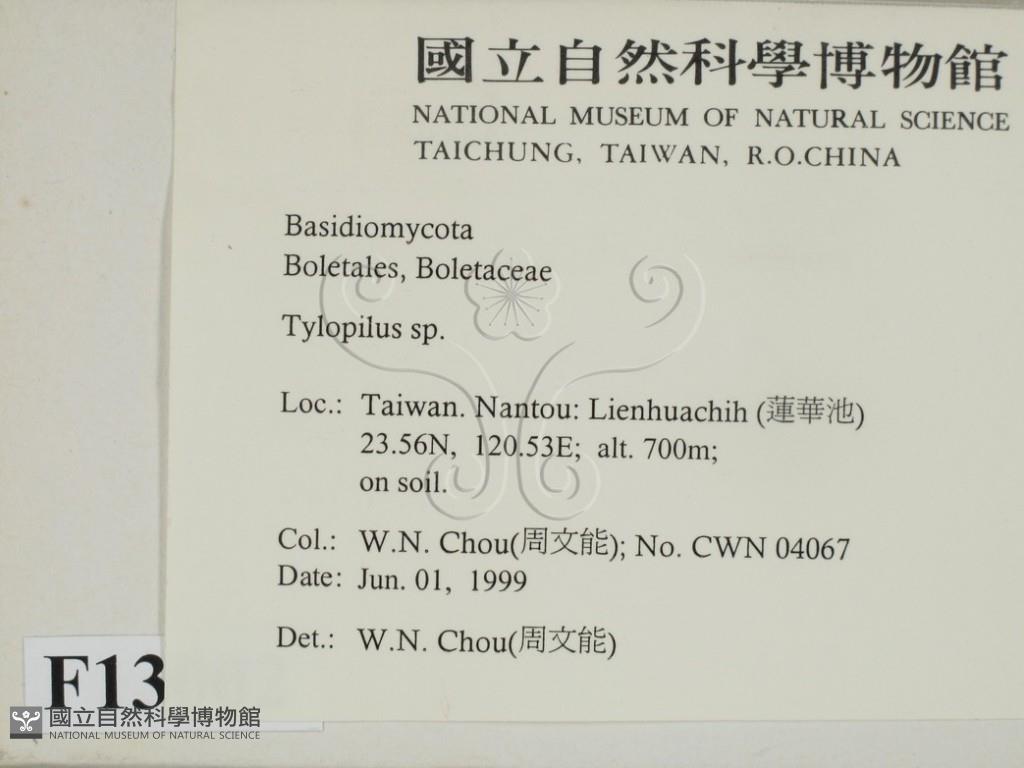 國立自然科學博物館
NATIONAL MUSEUM OF NATURAL SCIENCE
TAICHUNG, TAIWAN, R.O.CHINA
Basidiomycota
Boletales, Boletaceae
Tylopilus sp.
Loc.: Taiwan. Nantou: Lienhuachih (蓮華池)
23.56N, 120.53E; alt. 700m;
on soil.
Col.: W.N. Chou(周文能); No. CWN 04067
Date: Jun. 01, 1999
Det.: W.N. Chou(周文能)
F13
國立自然科學博物館
NATIONAL MUSEUM OF NATURAL SCIENCE